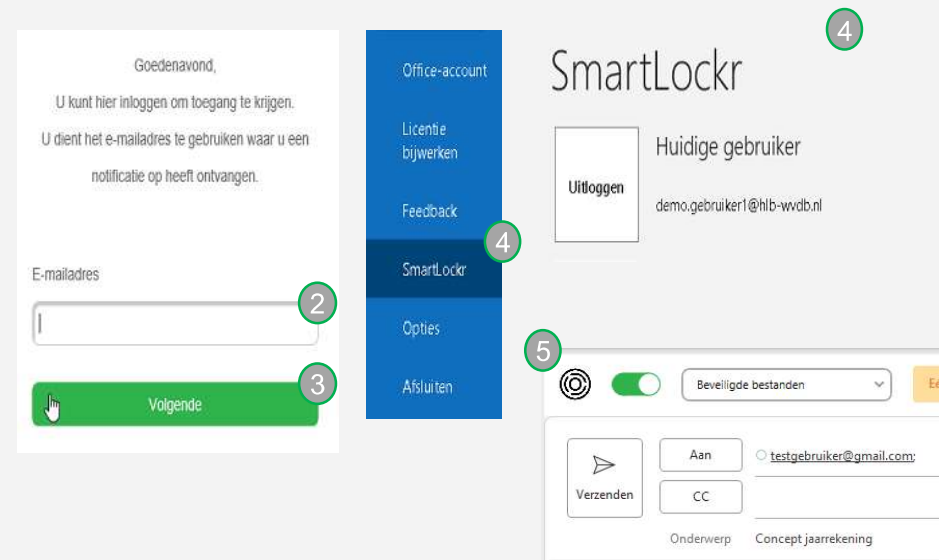 Goedenavond,
U kunt hier inloggen om toegang te krijgen.
U dient het e-mailadres te gebruiken waar u een
notificatie op heeft ontvangen.
E-mailadres
2
3
Volgende
Office-account
Licentie
bijwerken
Feedback
4
SmartLockr
Opties
Afsluiten
4
SmartLockr
Uitloggen
Huidige gebruiker
demo.gebruiker1@hlb-wvdb.nl
5
Beveiligde bestanden
Verzenden
Aan
testgebruiker@gmail.com;
CC
Onderwerp
Concept jaarrekening